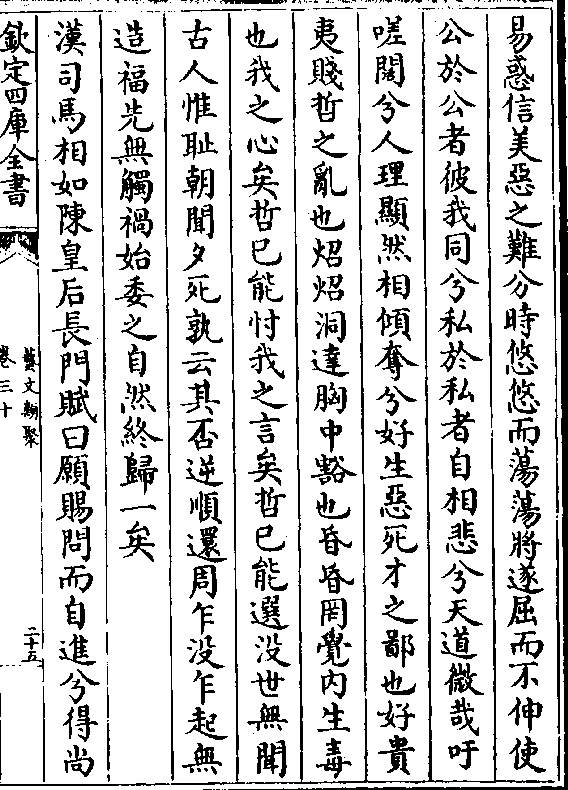 易惑信美惡之難分時悠悠而蕩蕩將遂屈而不伸使
公於公者彼我同兮私於私者自相悲兮天道微哉吁
嗟闊兮人理顯然相傾奪兮好生惡死才之鄙也好貴
夷賤哲之亂也炤炤洞達胸中豁也昏昏罔覺内生毒
也我之心矣哲已能忖我之言矣哲已能選没世無聞
古人惟耻朝聞夕死孰云其否逆順還周乍没乍起無
造福先無觸禍始委之自然終歸一矣
漢司馬相如陳皇后長門賦曰願賜問而自進兮得尚
欽定四庫全書
藝文類聚
卷三十
二十五